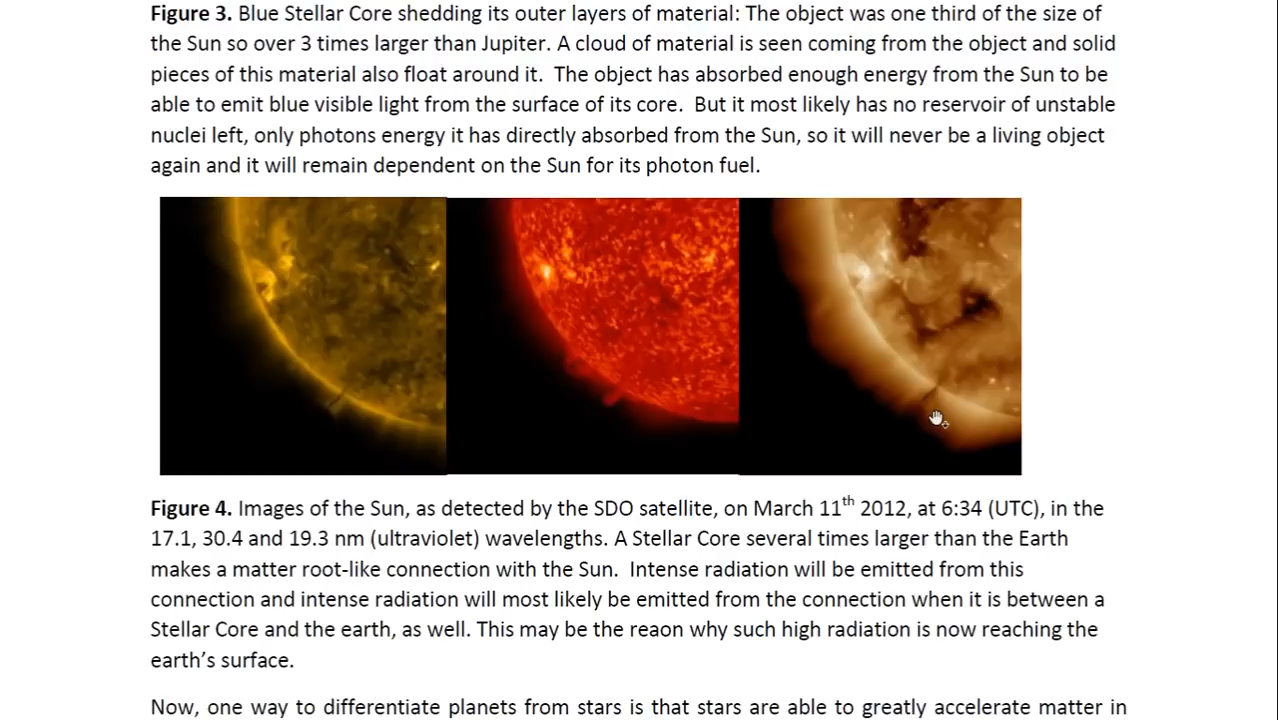 Figure 3. Blue Stellar Core shedding its outer layers of material: The object was one third of the size of
the Sun so over 3 times larger than Jupiter. A cloud of material is seen coming from the object and solid
pieces of this material also float around it. The object has absorbed enough energy from the Sun to be
able to emit blue visible light from the surface of its core. But it most likely has no reservoir of unstable
nuclei left, only photons energy it has directly absorbed from the Sun, so it will never be a living object
again and it will remain dependent on the Sun for its photon fuel.
Figure 4. Images of the Sun, as detected by the SDO satellite, on March 11th 2012, at 6:34 (UTC), in the
17.1, 30.4 and 19.3 nm (ultraviolet) wavelengths. A Stellar Core several times larger than the Earth
makes a matter root-like connection with the Sun. Intense radiation will be emitted from this
connection and intense radiation will most likely be emitted from the connection when it is between a
Stellar Core and the earth, as well. This may be the reaon why such high radiation is now reaching the
earth's surface.
Now, one way to differentiate planets from stars is that stars are able to greatly accelerate matter in